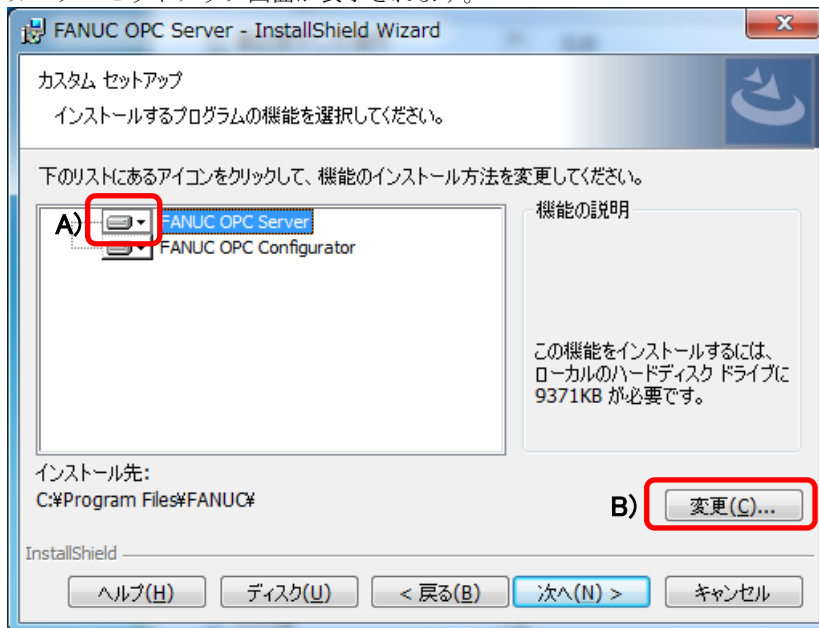 FANUC OPC Server - InstallShield Wizard
カスタム セットアップ
インストールするプログラムの機能を選択してください。
下のリストにあるアイコンをクリックして、機能のインストール方法を変更してください。
A)
FANUC OPC Server
FANUC OPC Configurator
機能の説明
この機能をインストールするには、
ローカルのハードディスク ドライブに
9371KB が必要です。
インストール先:
C:¥Program Files¥FANUC¥
B)
変更(C)...
InstallShield
ヘルプ(H)
ディスク(U)
< 戻る(B)
次へ(N) >
キャンセル